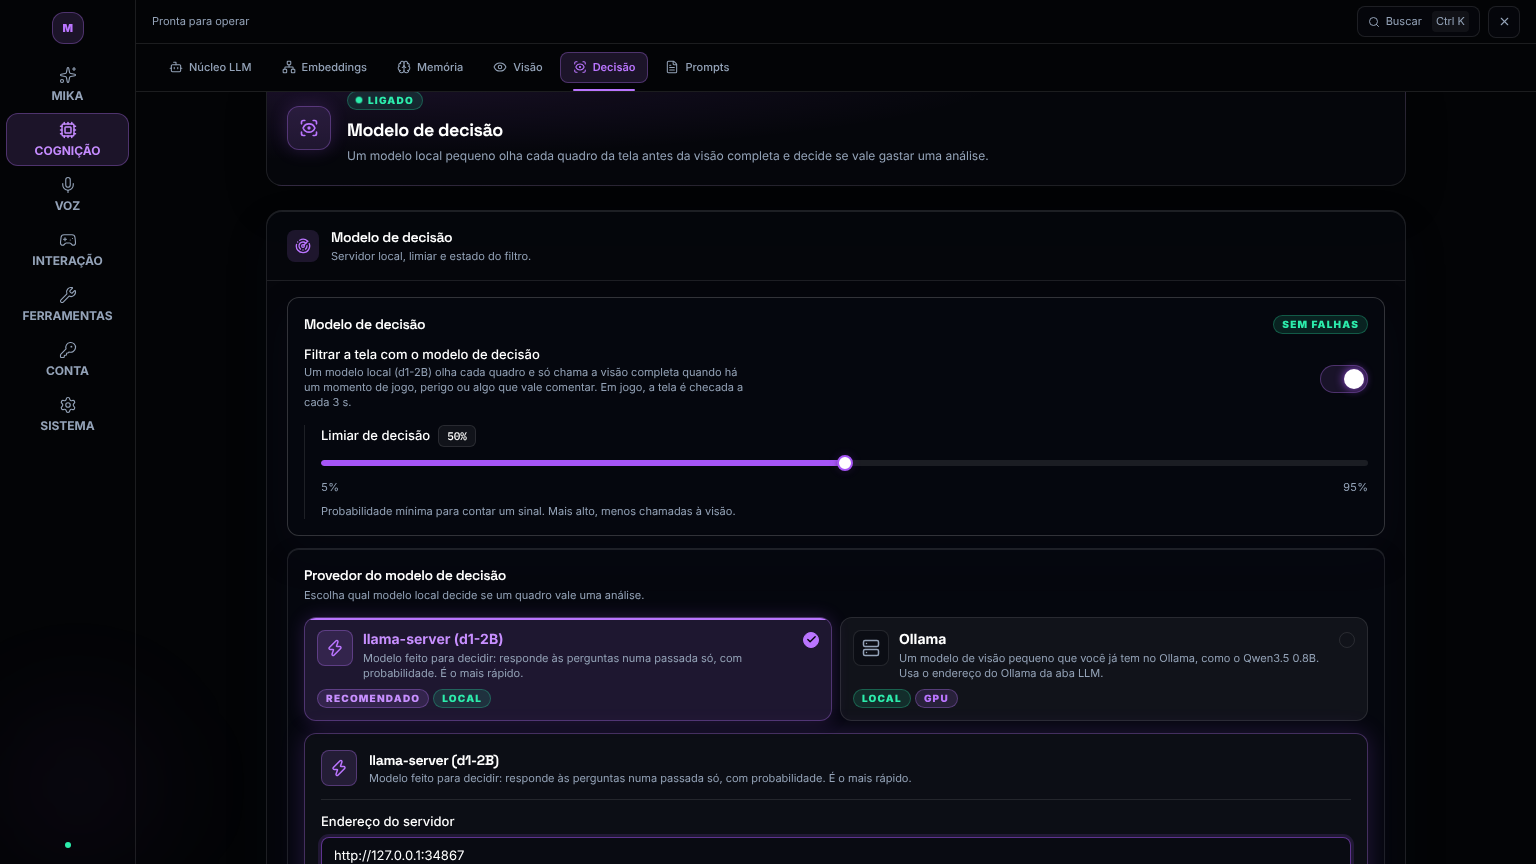 M
Pronta para operar
Buscar Ctrl K
MIKA
COGNIÇÃO
VOZ
INTERAÇÃO
FERRAMENTAS
CONTA
SISTEMA
Núcleo LLM
Embeddings
Memória
Visão
Decisão
Prompts
LIGADO
Modelo de decisão
Um modelo local pequeno olha cada quadro da tela antes da visão completa e decide se vale gastar uma análise.
Modelo de decisão
Servidor local, limiar e estado do filtro.
Modelo de decisão
SEM FALHAS
Filtrar a tela com o modelo de decisão
Um modelo local (d1-2B) olha cada quadro e só chama a visão completa quando há
um momento de jogo, perigo ou algo que vale comentar. Em jogo, a tela é checada a
cada 3 s.
Limiar de decisão 50%
5%
95%
Probabilidade mínima para contar um sinal. Mais alto, menos chamadas à visão.
Provedor do modelo de decisão
Escolha qual modelo local decide se um quadro vale uma análise.
llama-server (d1-2B)
Modelo feito para decidir: responde às perguntas numa passada só, com
probabilidade. É o mais rápido.
RECOMENDADO
LOCAL
Ollama
Um modelo de visão pequeno que você já tem no Ollama, como o Qwen3.5 0.8B.
Usa o endereço do Ollama da aba LLM.
LOCAL
GPU
llama-server (d1-2B)
Modelo feito para decidir: responde às perguntas numa passada só, com probabilidade. É o mais rápido.
Endereço do servidor
http://127.0.0.1:34867